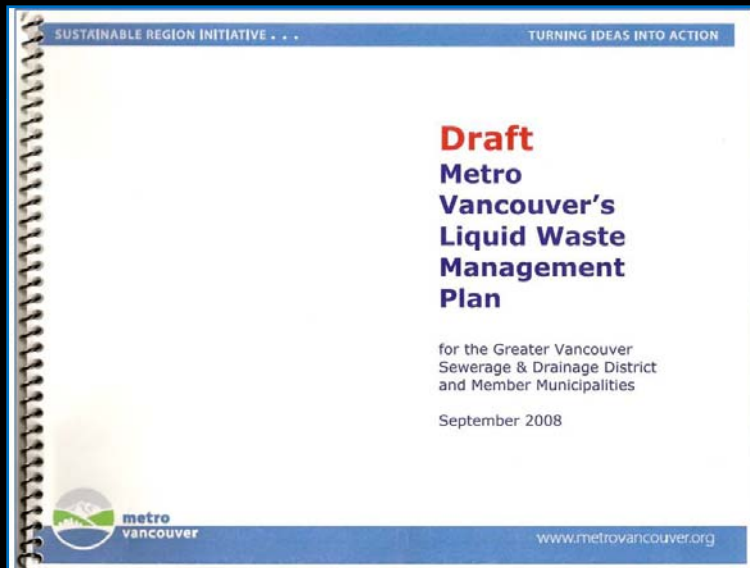 SUSTAINABLE REGION INITIATIVE . . .
TURNING IDEAS INTO ACTION
Draft
Metro
Vancouver's
Liquid Waste
Management
Plan
for the Greater Vancouver
Sewerage & Drainage District
and Member Municipalities
September 2008
metro
vancouver
www.metrovancouver.org